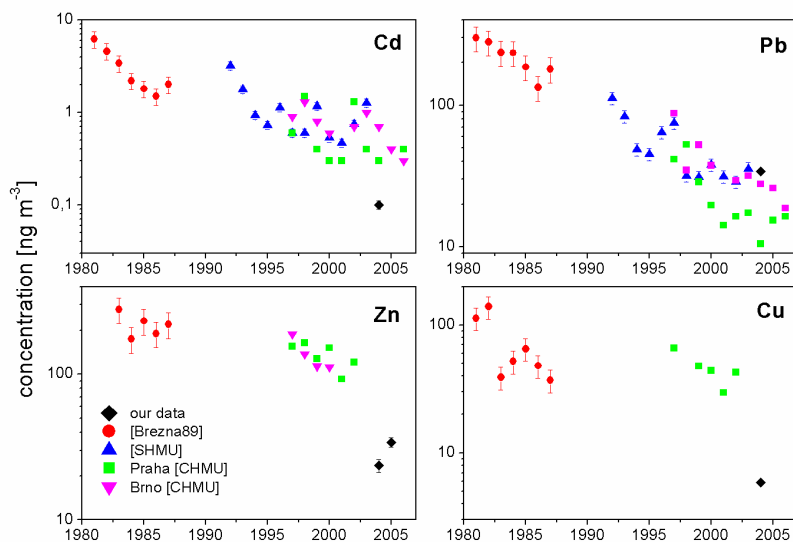 Cd
10
1
0,1
1980 1985 1990 1995 2000 2005
Pb
100
10
1980 1985 1990 1995 2000 2005
concentration [ng m-3]
Zn
100
10
our data
[Brezna89]
[SHMU]
Praha [CHMU]
Brno [CHMU]
1980 1985 1990 1995 2000 2005
Cu
100
10
1980 1985 1990 1995 2000 2005